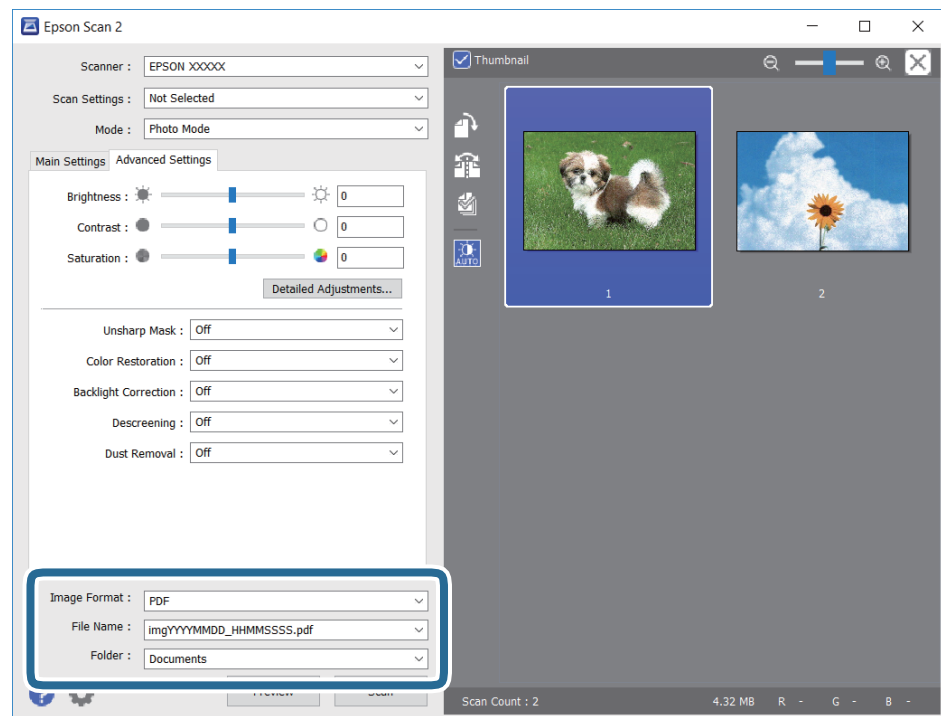 Epson Scan 2
Scanner : EPSON XXXXX
Scan Settings : Not Selected
Mode : Photo Mode
Main Settings Advanced Settings
Brightness : 0
Contrast : 0
Saturation : 0
Detailed Adjustments...
Unsharp Mask : Off
Color Restoration : Off
Backlight Correction : Off
Descreening : Off
Dust Removal : Off
Image Format : PDF
File Name : imgYYYYMMDD_HHMMSSSS.pdf
Folder : Documents
Preview Scan
Thumbnail
AUTO
1
2
Scan Count : 2 4.32 MB R - G - B -